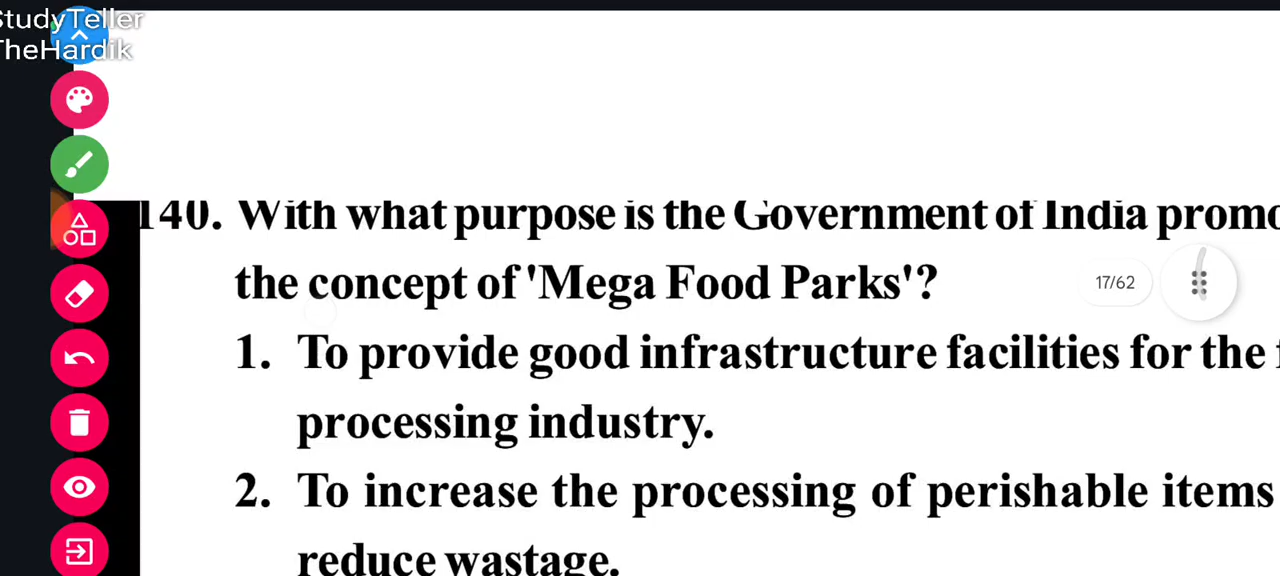 StudyTeller
TheHardik
140. With what purpose is the Government of India
the concept of 'Mega Food Parks'?
17/62
1. To provide good infrastructure facilities for the
processing industry.
2. To increase the processing of perishable items
reduce wastage.